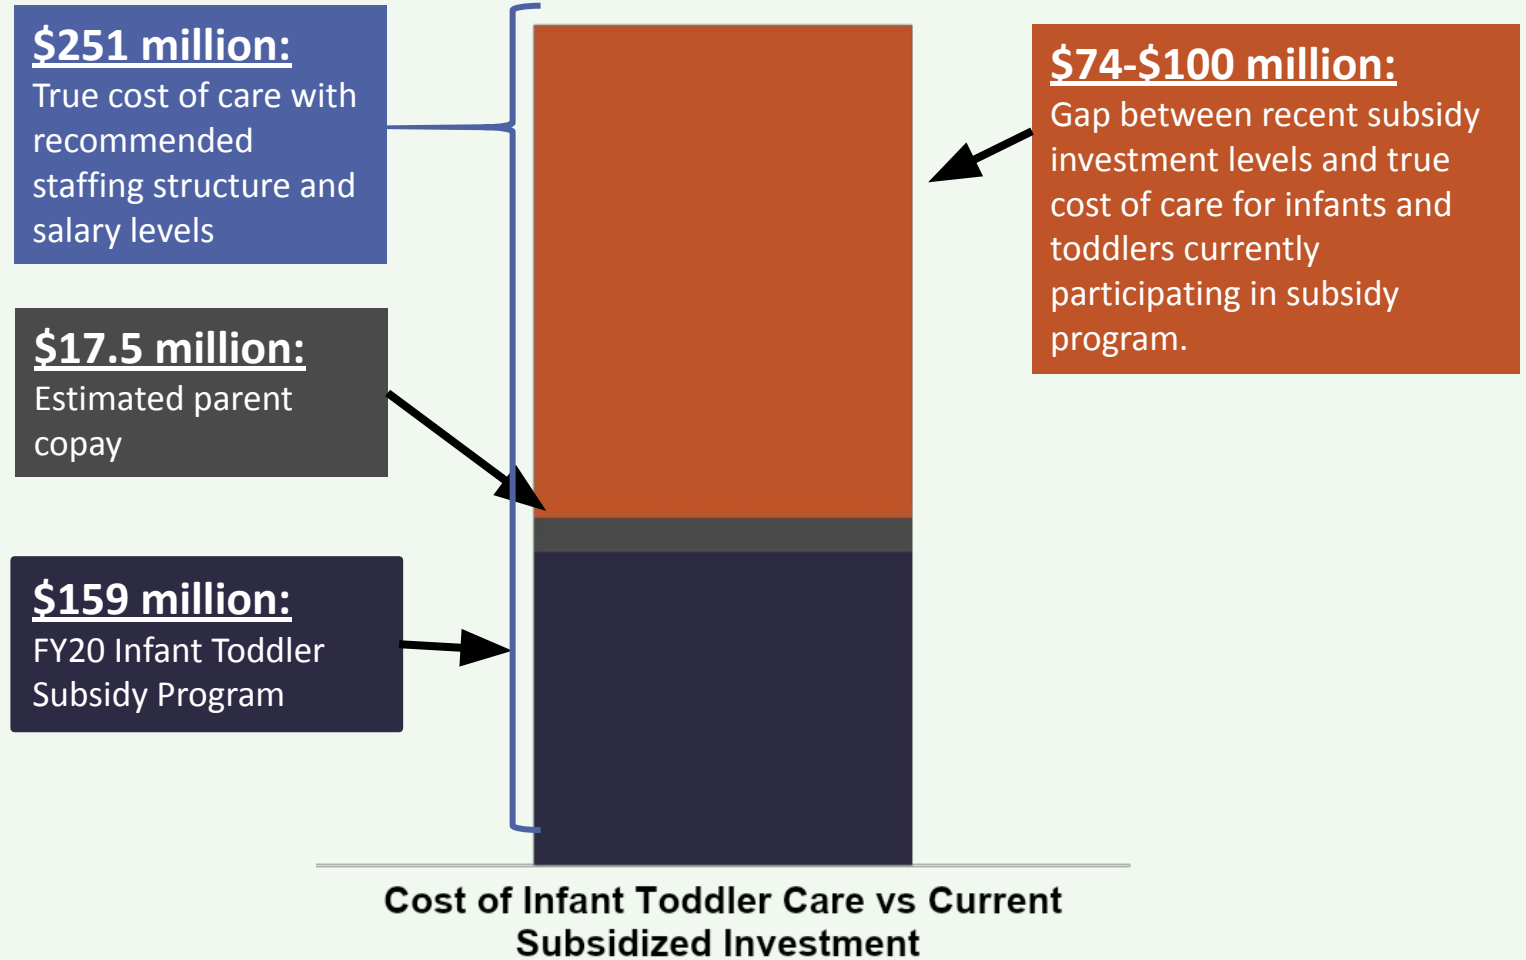 $251 million:
True cost of care with
recommended
staffing structure and
salary levels
$17.5 million:
Estimated parent
copay
$159 million:
FY20 Infant Toddler
Subsidy Program
$74-$100 million:
Gap between recent subsidy
investment levels and true
cost of care for infants and
toddlers currently
participating in subsidy
program.
Cost of Infant Toddler Care vs Current
Subsidized Investment